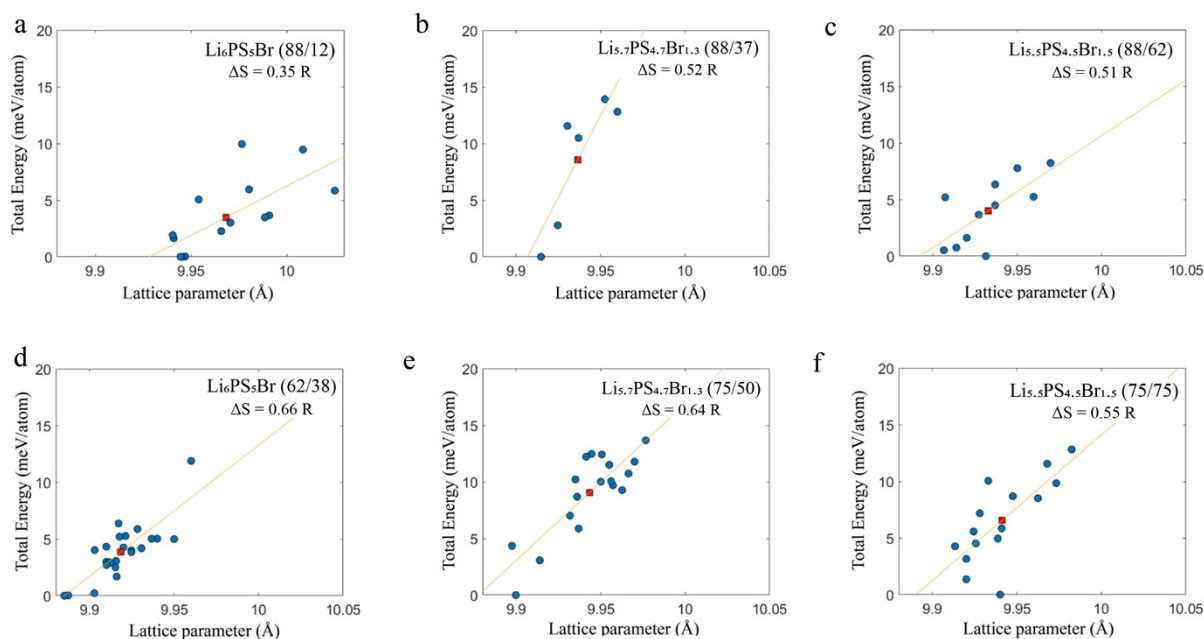 a
Li₆PS₅Br (88/12)
ΔS = 0.35 R
Total Energy (meV/atom)
20
15
10
5
0
9.9
9.95
10
Lattice parameter (Å)
b
Li₅.₇PS₄.₇Br₁.₃ (88/37)
ΔS = 0.52 R
Total Energy (meV/atom)
20
15
10
5
0
9.9
9.95
10
10.05
Lattice parameter (Å)
c
Li₅.₅PS₄.₅Br₁.₅ (88/62)
ΔS = 0.51 R
Total Energy (meV/atom)
20
15
10
5
0
9.9
9.95
10
10.05
Lattice parameter (Å)
d
Li₆PS₅Br (62/38)
ΔS = 0.66 R
Total Energy (meV/atom)
20
15
10
5
0
9.9
9.95
10
10.05
Lattice parameter (Å)
e
Li₅.₇PS₄.₇Br₁.₃ (75/50)
ΔS = 0.64 R
Total Energy (meV/atom)
20
15
10
5
0
9.9
9.95
10
10.05
Lattice parameter (Å)
f
Li₅.₅PS₄.₅Br₁.₅ (75/75)
ΔS = 0.55 R
Total Energy (meV/atom)
20
15
10
5
0
9.9
9.95
10
10.05
Lattice parameter (Å)